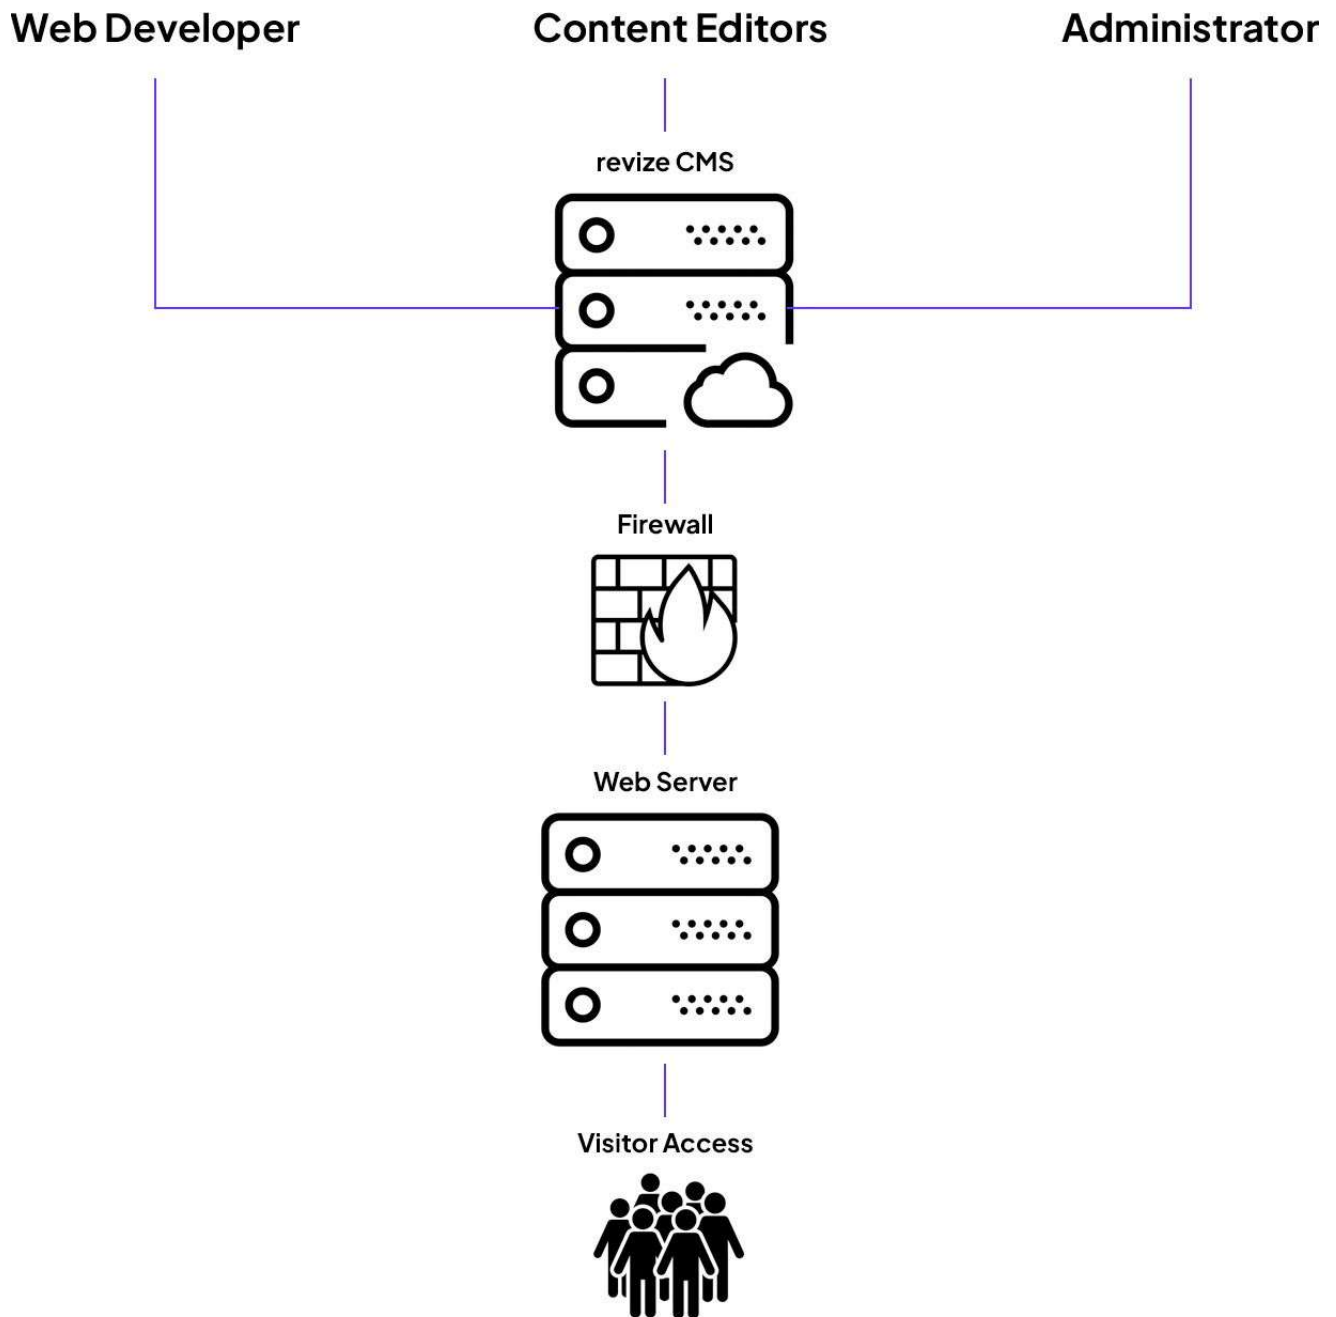 Web Developer
Content Editors
Administrator
revize CMS
Firewall
Web Server
Visitor Access